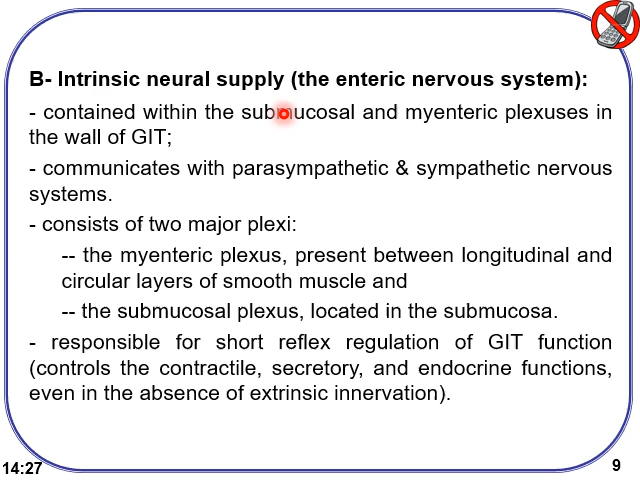 B- Intrinsic neural supply (the enteric nervous system):
- contained within the submucosal and myenteric plexuses in
the wall of GIT;
- communicates with parasympathetic & sympathetic nervous
systems.
- consists of two major plexi:
-- the myenteric plexus, present between longitudinal and
circular layers of smooth muscle and
-- the submucosal plexus, located in the submucosa.
- responsible for short reflex regulation of GIT function
(controls the contractile, secretory, and endocrine functions,
even in the absence of extrinsic innervation).
14:27
9